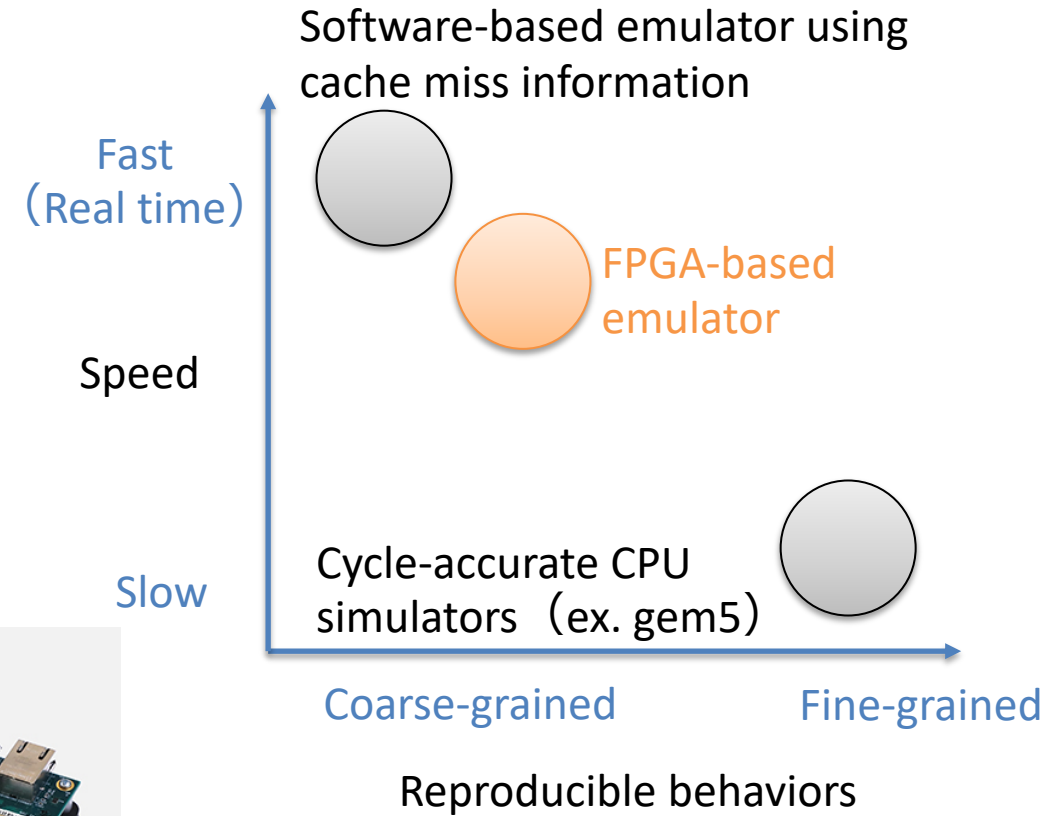 Software-based emulator using
cache miss information
Fast
（Real time）
FPGA-based
emulator
Speed
Cycle-accurate CPU
simulators（ex. gem5）
Slow
Coarse-grained
Fine-grained
Reproducible behaviors